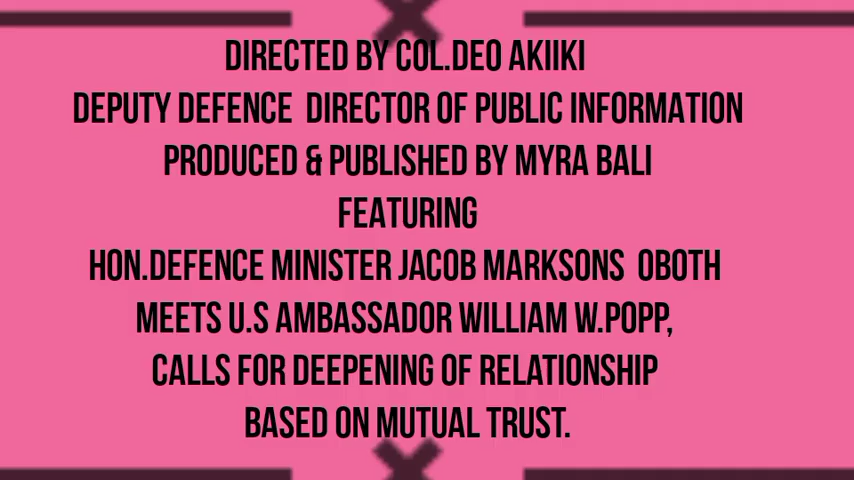 DIRECTED BY COL.DEO AKIIKI
DEPUTY DEFENCE DIRECTOR OF PUBLIC INFORMATION
PRODUCED & PUBLISHED BY MYRA BALI
FEATURING
HON.DEFENCE MINISTER JACOB MARKSONS OBOTH
MEETS U.S AMBASSADOR WILLIAM W.POPP,
CALLS FOR DEEPENING OF RELATIONSHIP
BASED ON MUTUAL TRUST.